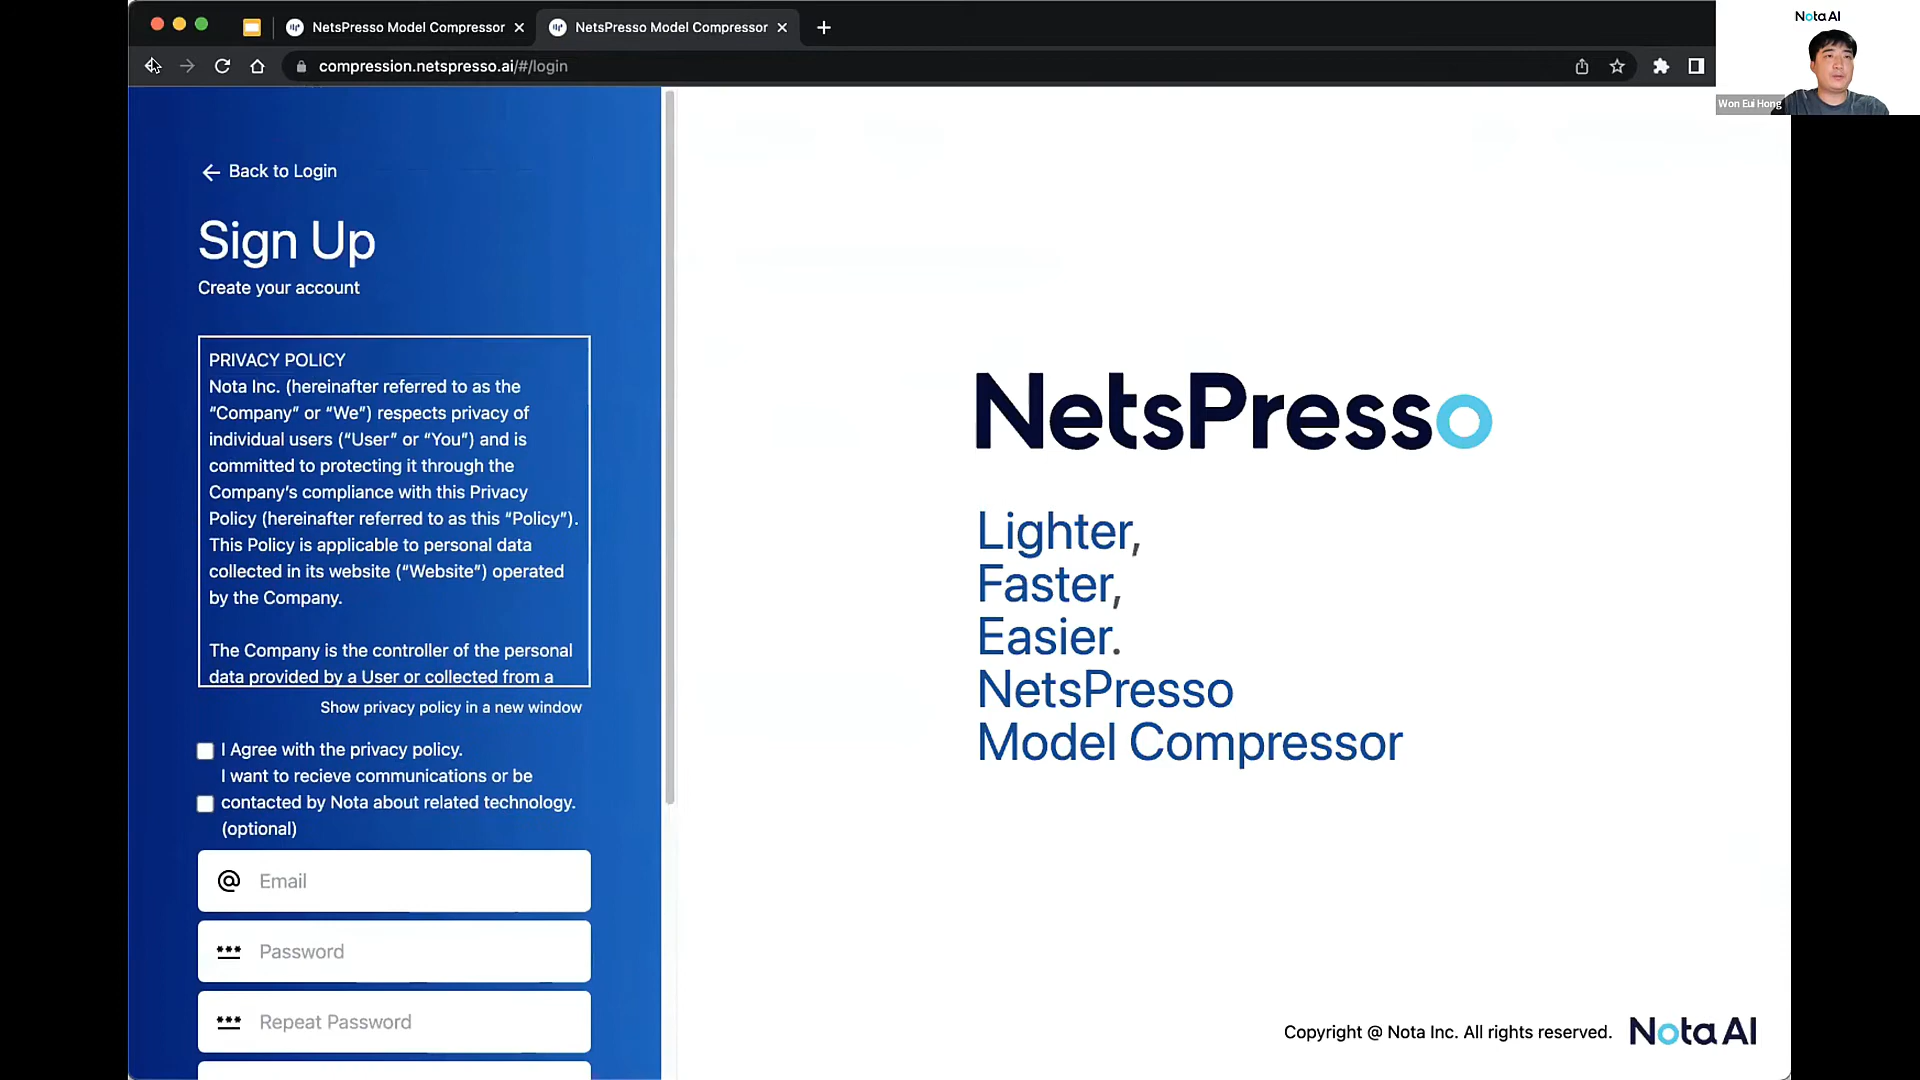 NetsPresso Model Compressor
NetsPresso Model Compressor
compression.netspresso.ai/#/login
Nota AI
Won Eui Hong
Back to Login
Sign Up
Create your account
PRIVACY POLICY
Nota Inc. (hereinafter referred to as the
“Company” or “We”) respects privacy of
individual users (“User” or “You”) and is
committed to protecting it through the
Company’s compliance with this Privacy
Policy (hereinafter referred to as this “Policy”).
This Policy is applicable to personal data
collected in its website (“Website”) operated
by the Company.
The Company is the controller of the personal
data provided by a User or collected from a
Show privacy policy in a new window
I Agree with the privacy policy.
I want to recieve communications or be
contacted by Nota about related technology.
(optional)
Email
Password
Repeat Password
NetsPresso
Lighter,
Faster,
Easier.
NetsPresso
Model Compressor
Copyright @ Nota Inc. All rights reserved.
Nota AI